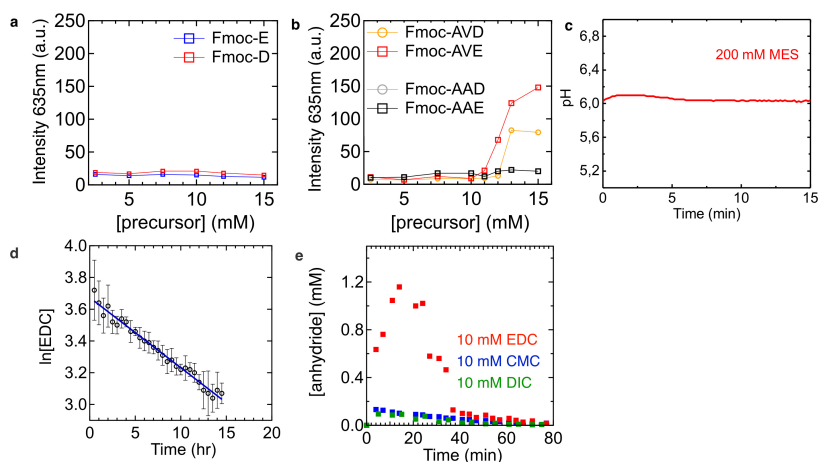 a
Intensity 635nm (a.u.)
250
200
150
100
50
0
0 5 10 15
[precursor] (mM)
Fmoc-E
Fmoc-D
b
Intensity 635nm (a.u.)
250
200
150
100
50
0
0 5 10 15
[precursor] (mM)
Fmoc-AVD
Fmoc-AVE
Fmoc-AAD
Fmoc-AAE
c
pH
6,8
6,4
6,0
5,6
5,2
0 5 10 15
Time (min)
200 mM MES
d
ln[EDC]
4.0
3.8
3.6
3.4
3.2
3.0
0 5 10 15 20
Time (hr)
e
[anhydride] (mM)
1.2
0.8
0.4
0.0
0 20 40 60 80
Time (min)
10 mM EDC
10 mM CMC
10 mM DIC